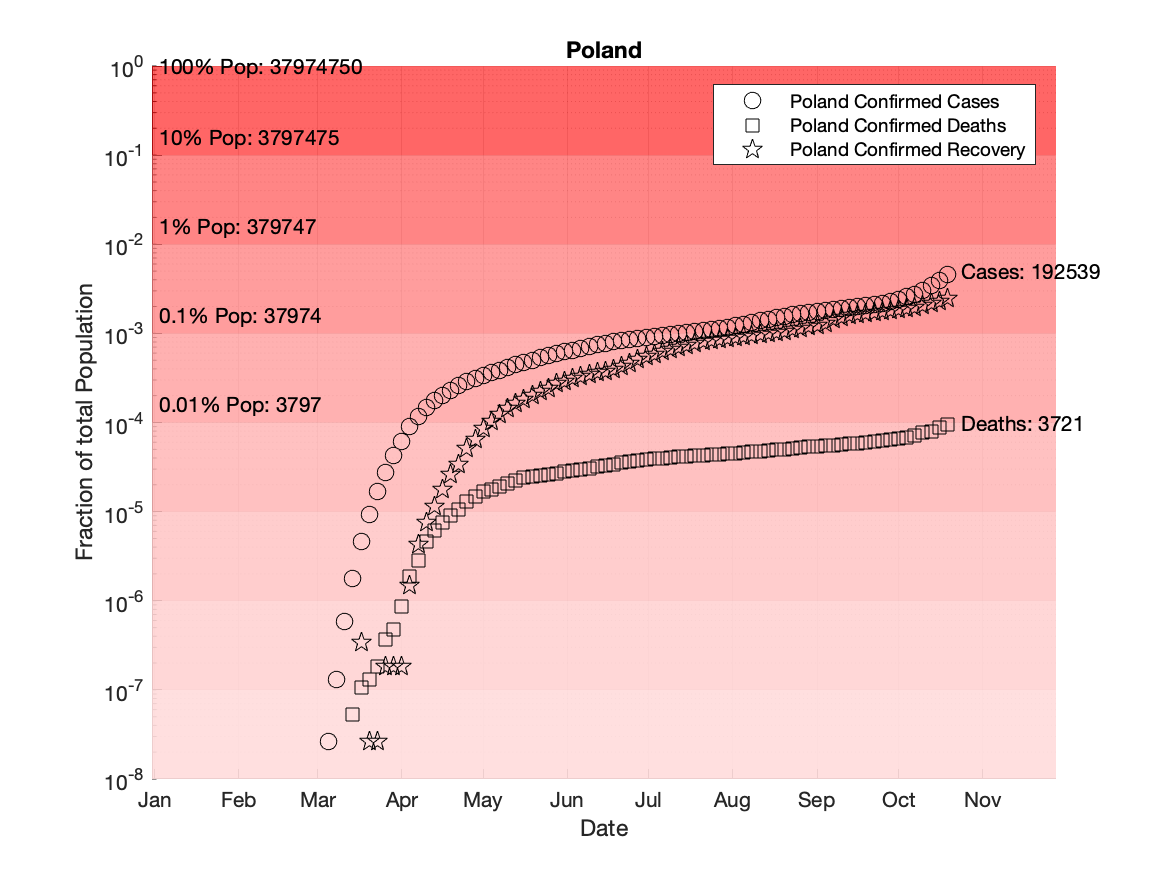 Poland
10^0
100% Pop: 37974750
Poland Confirmed Cases
Poland Confirmed Deaths
Poland Confirmed Recovery
10% Pop: 3797475
10^-1
1% Pop: 379747
10^-2
Cases: 192539
0.1% Pop: 37974
10^-3
0.01% Pop: 3797
10^-4
Deaths: 3721
10^-5
10^-6
10^-7
10^-8
Fraction of total Population
Jan Feb Mar Apr May Jun Jul Aug Sep Oct Nov
Date